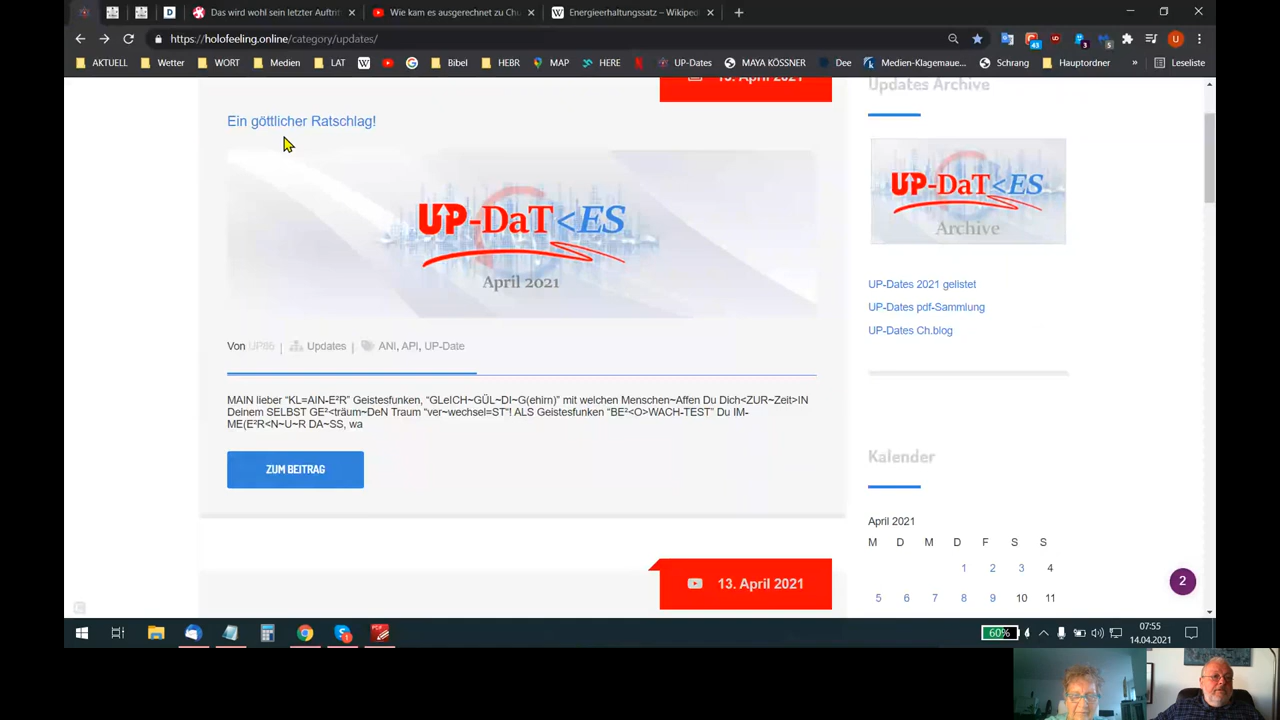 Das wird wohl sein letzter Auftrit
Wie kam es ausgerechnet zu Chu
Energieerhaltungssatz – Wikiped
https://holofeeling.online/category/updates/
AKTUELL
Wetter
WORT
Medien
LAT
Bibel
HEBR
MAP
HERE
UP-Dates
MAYA KÖSSNER
Dee
Medien-Klagemaue...
Schrang
Hauptordner
»
Leseliste
13. April 2021
Updates Archive
Ein göttlicher Ratschlag!
UP-DaT<ES
April 2021
UP-DaT<ES
Archive
UP-Dates 2021 gelistet
UP-Dates pdf-Sammlung
UP-Dates Ch.blog
Von UP86 | Updates | ANI, API, UP-Date
MAIN lieber “KL=AIN-E²R” Geistesfunken, “GLeICH~GÜL~DI~G(ehirn)” mit welchen Menschen~Affen Du Dich<ZUR~Zeit>IN
Deinem SELBST GE²<träum~DeN Traum “ver~wechsel=ST“! ALS Geistesfunken “BE²<O>WACH-TEST” Du IM-
ME(E²R<N~U~R DA~SS, wa
ZUM BEITRAG
Kalender
April 2021
M D M D F S S
1 2 3 4
5 6 7 8 9 10 11
13. April 2021
2
60%
07:55
14.04.2021